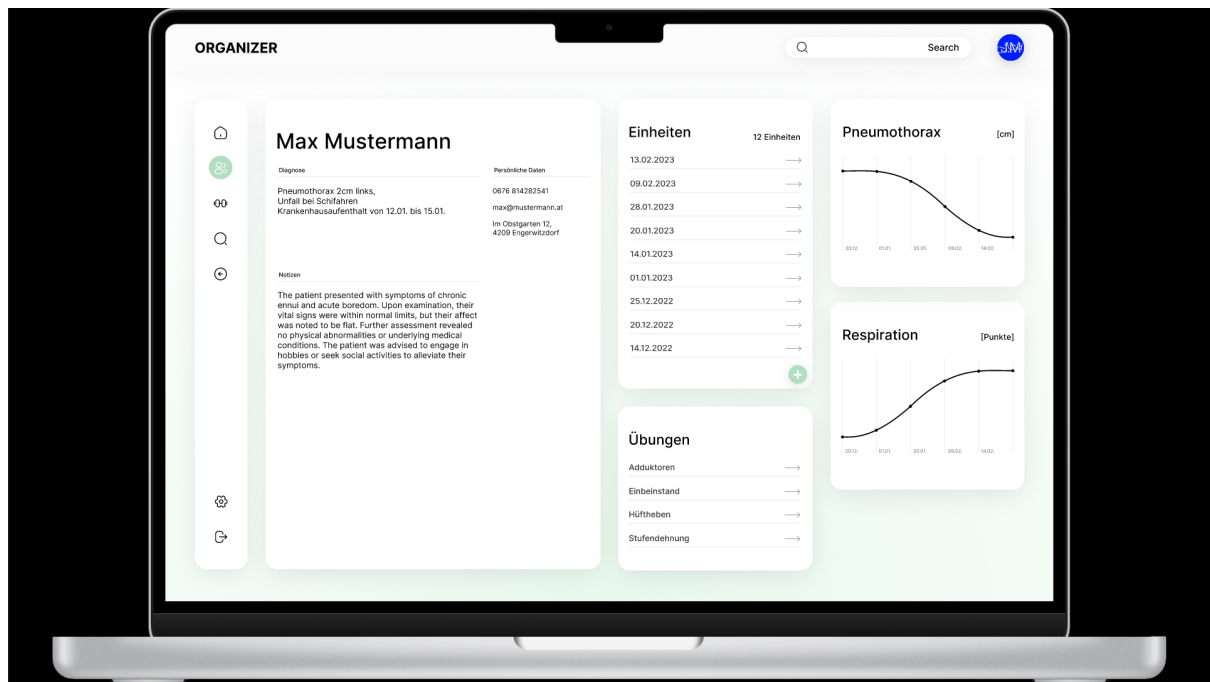 ORGANIZER
Search
Max Mustermann
Diagnose
Pneumothorax 2cm links,
Unfall bei Schifahren
Krankenhausaufenthalt von 12.01. bis 15.01.
Persönliche Daten
0676 814282541
max@mustermann.at
Im Obstgarten 12,
4209 Engerwitzdorf
Notizen
The patient presented with symptoms of chronic
ennui and acute boredom. Upon examination, their
vital signs were within normal limits, but their affect
was noted to be flat. Further assessment revealed
no physical abnormalities or underlying medical
conditions. The patient was advised to engage in
hobbies or seek social activities to alleviate their
symptoms.
Einheiten
12 Einheiten
13.02.2023
09.02.2023
28.01.2023
20.01.2023
14.01.2023
01.01.2023
25.12.2022
20.12.2022
14.12.2022
Übungen
Adduktoren
Einbeinstand
Hüftheben
Stufendehnung
Pneumothorax [cm]
20.12. 01.01. 20.01. 09.02. 14.02.
Respiration [Punkte]
20.12. 01.01. 20.01. 09.02. 14.02.